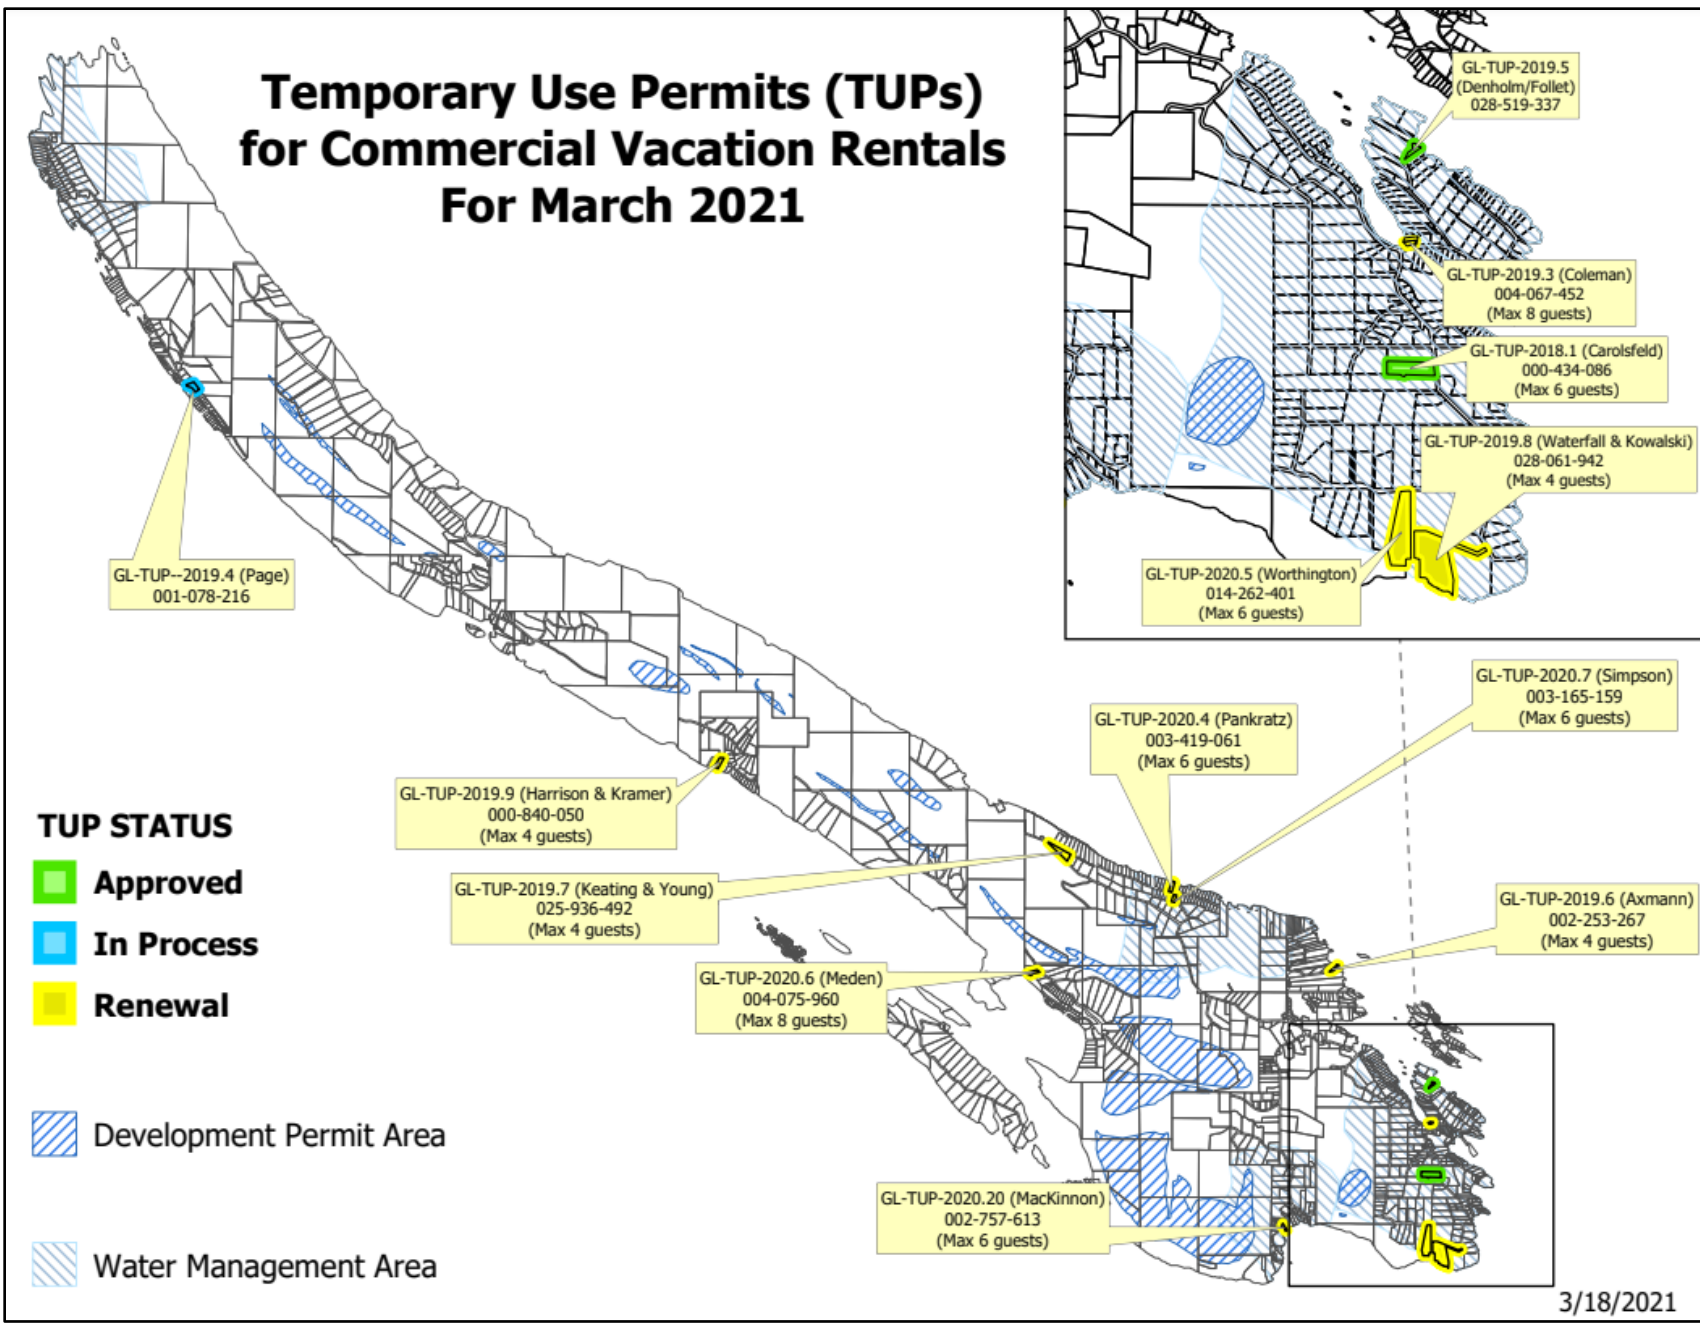 Temporary Use Permits (TUPs)
for Commercial Vacation Rentals
For March 2021
GL-TUP-2019.5
(Denholm/Follet)
028-519-337
GL-TUP-2019.3 (Coleman)
004-067-452
(Max 8 guests)
GL-TUP-2018.1 (Carolsfeld)
000-434-086
(Max 6 guests)
GL-TUP-2019.8 (Waterfall & Kowalski)
028-061-942
(Max 4 guests)
GL-TUP-2020.5 (Worthington)
014-262-401
(Max 6 guests)
GL-TUP--2019.4 (Page)
001-078-216
GL-TUP-2020.7 (Simpson)
003-165-159
(Max 6 guests)
GL-TUP-2020.4 (Pankratz)
003-419-061
(Max 6 guests)
GL-TUP-2019.9 (Harrison & Kramer)
000-840-050
(Max 4 guests)
GL-TUP-2019.7 (Keating & Young)
025-936-492
(Max 4 guests)
GL-TUP-2019.6 (Axmann)
002-253-267
(Max 4 guests)
GL-TUP-2020.6 (Meden)
004-075-960
(Max 8 guests)
GL-TUP-2020.20 (MacKinnon)
002-757-613
(Max 6 guests)
TUP STATUS
Approved
In Process
Renewal
Development Permit Area
Water Management Area
3/18/2021